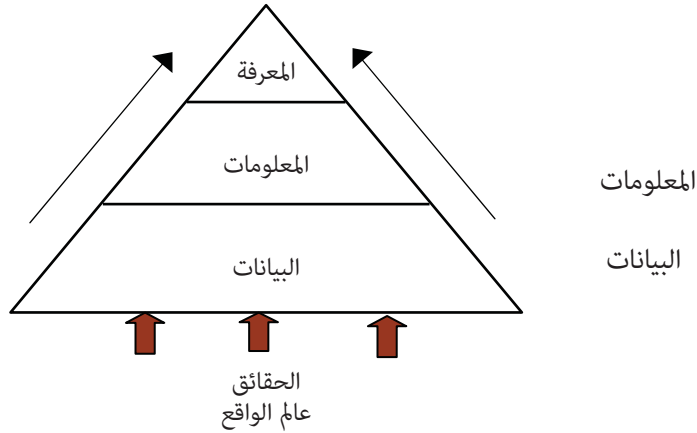 المعرفة
المعلومات
المعلومات
البيانات
البيانات
الحقائق
عالم الواقع